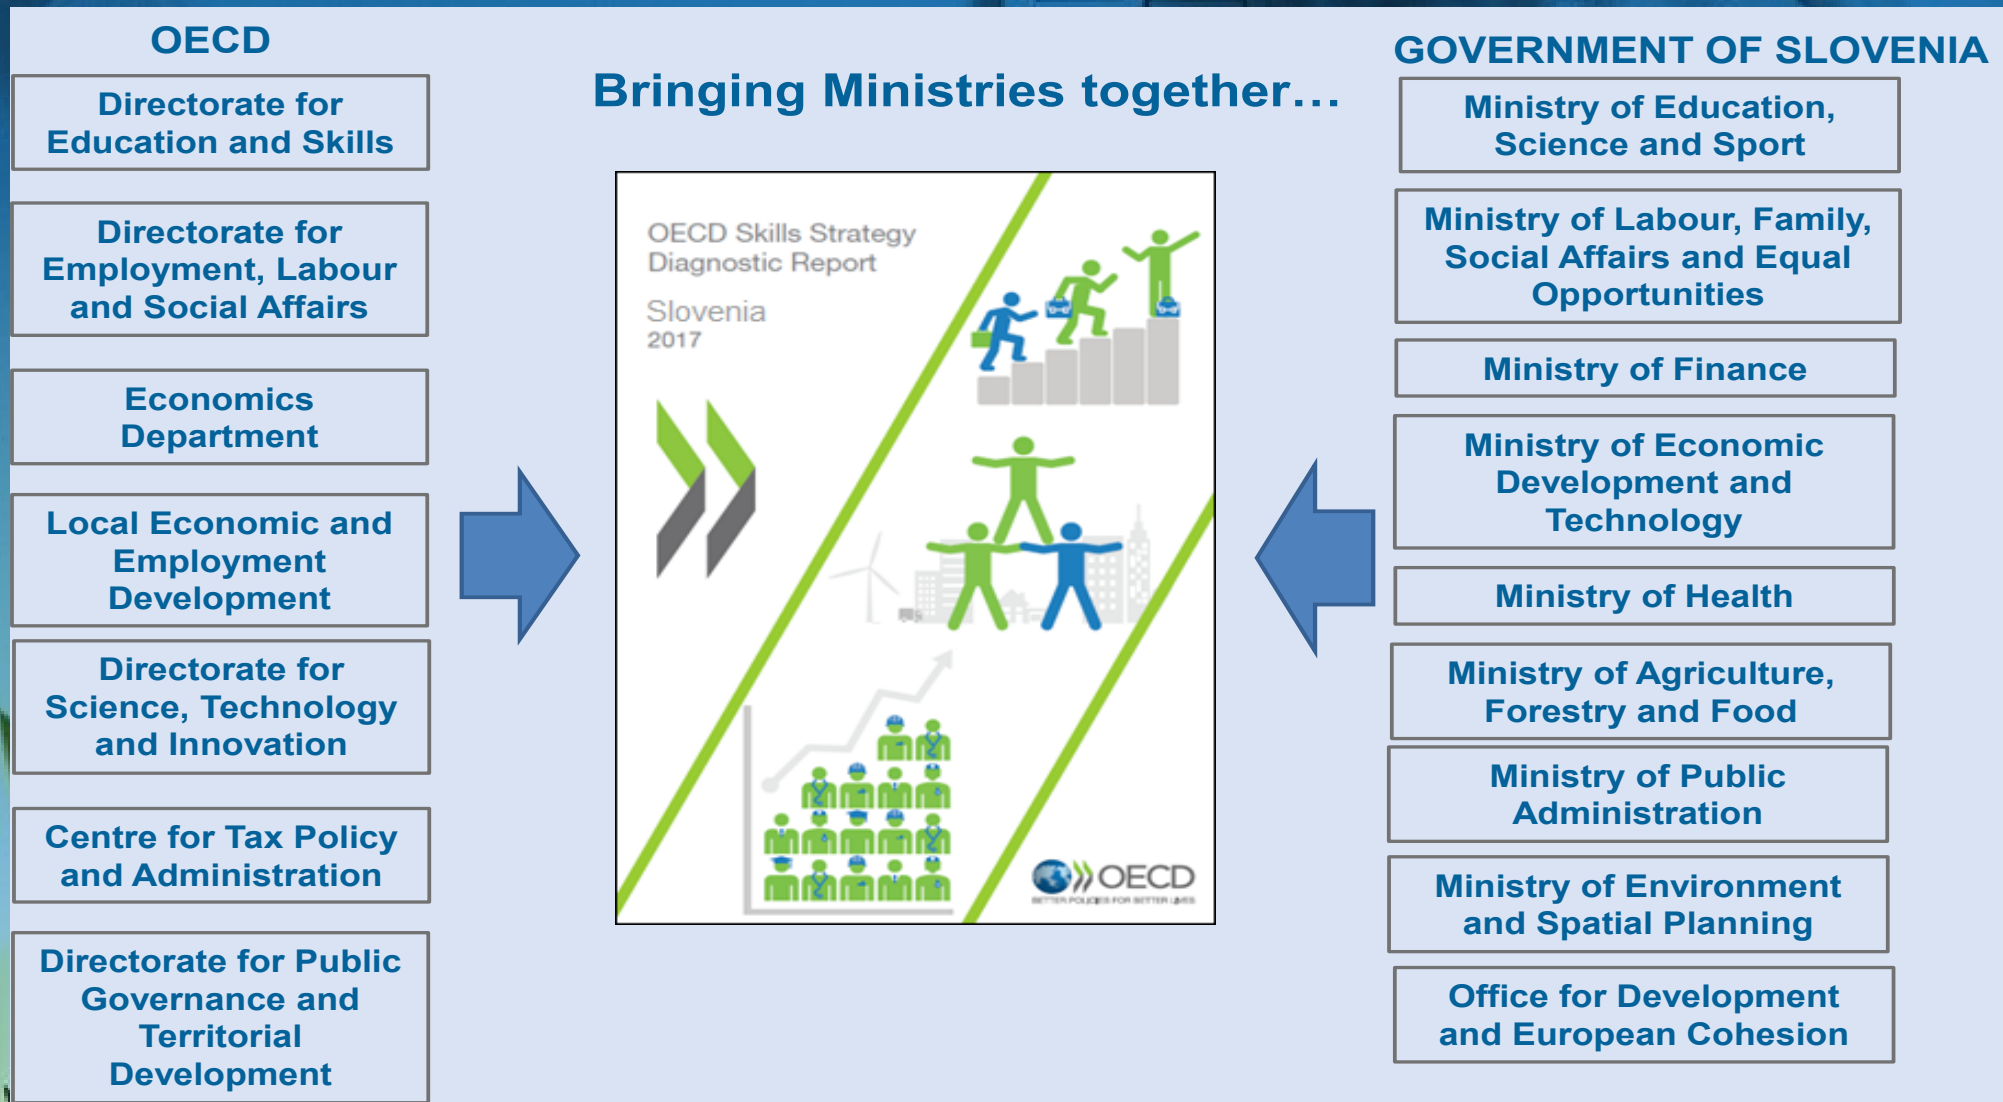 OECD
Directorate for
Education and Skills
Directorate for
Employment, Labour
and Social Affairs
Economics
Department
Local Economic and
Employment
Development
Directorate for
Science, Technology
and Innovation
Centre for Tax Policy
and Administration
Directorate for Public
Governance and
Territorial
Development
Bringing Ministries together…
OECD Skills Strategy
Diagnostic Report
Slovenia
2017
OECD
BETTER POLICIES FOR BETTER LIVES
GOVERNMENT OF SLOVENIA
Ministry of Education,
Science and Sport
Ministry of Labour, Family,
Social Affairs and Equal
Opportunities
Ministry of Finance
Ministry of Economic
Development and
Technology
Ministry of Health
Ministry of Agriculture,
Forestry and Food
Ministry of Public
Administration
Ministry of Environment
and Spatial Planning
Office for Development
and European Cohesion